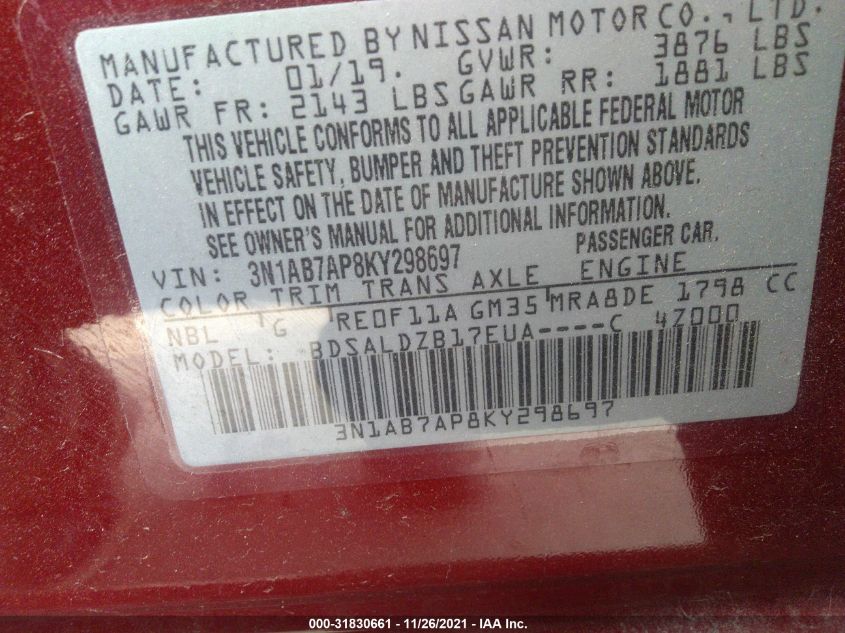 MANUFACTURED BY NISSAN MOTOR CO., LTD.
DATE: 01/19. GVWR: 3876 LBS
GAWR FR: 2143 LBS GAWR RR: 1881 LBS
THIS VEHICLE CONFORMS TO ALL APPLICABLE FEDERAL MOTOR
VEHICLE SAFETY, BUMPER AND THEFT PREVENTION STANDARDS
IN EFFECT ON THE DATE OF MANUFACTURE SHOWN ABOVE.
SEE OWNER'S MANUAL FOR ADDITIONAL INFORMATION.
VIN: 3N1AB7AP8KY298697 PASSENGER CAR.
COLOR TRIM TRANS AXLE ENGINE
NBL G RE0F11A GM35 MRA8DE 1798 CC
MODEL: BDSALDZB17EUA----C 4Z000
3N1AB7AP8KY298697
000-31830661 - 11/26/2021 - IAA Inc.